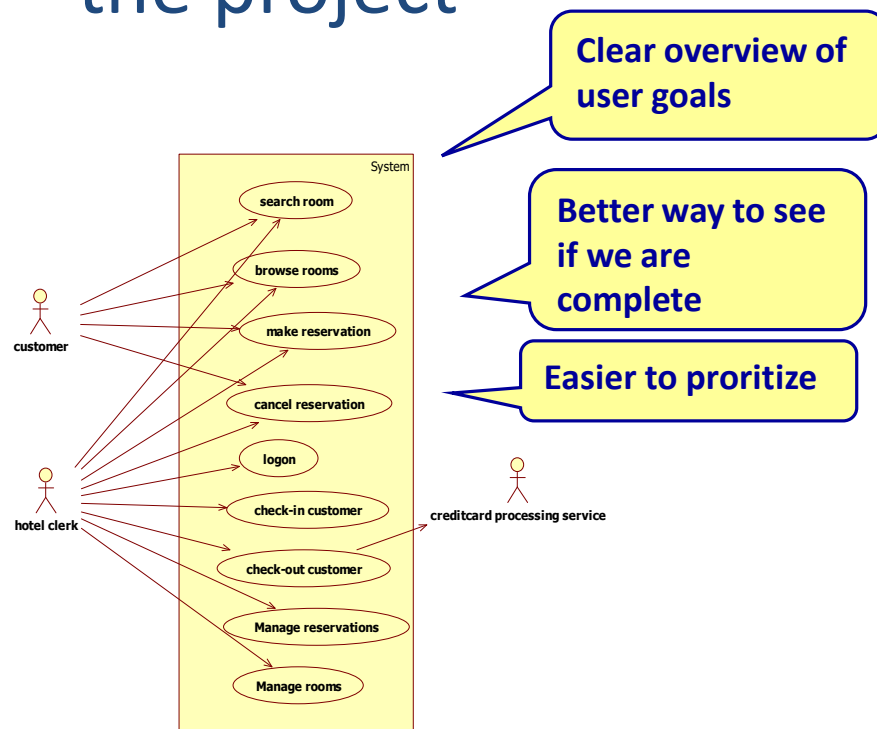 the project
Clear overview of
user goals
System
search room
Better way to see
if we are
complete
browse rooms
make reservation
customer
Easier to proritize
cancel reservation
logon
check-in customer
hotel clerk
creditcard processing service
check-out customer
Manage reservations
Manage rooms